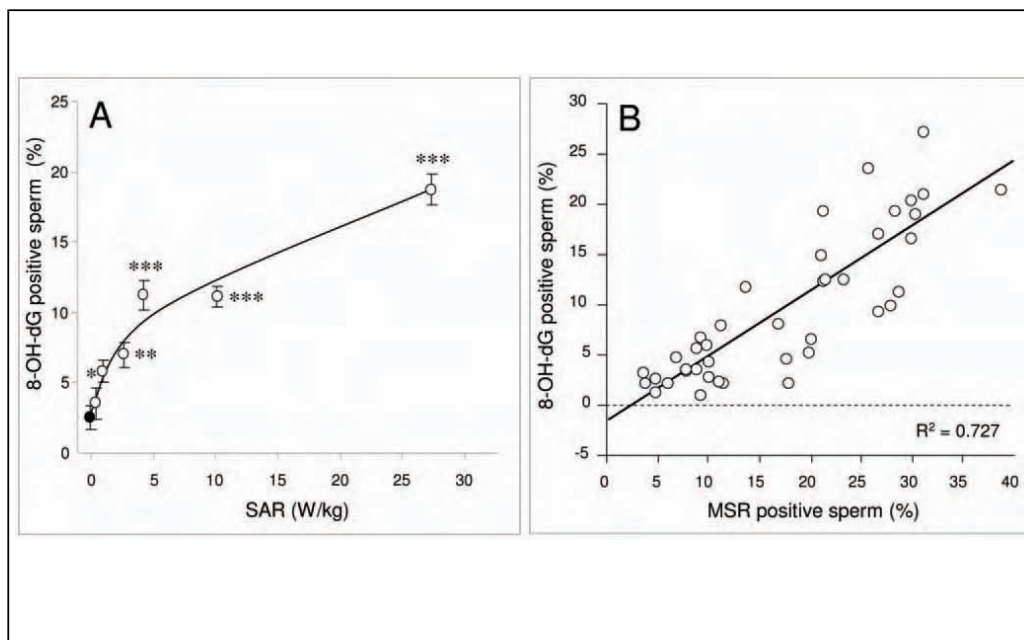 A
8-OH-dG positive sperm (%)
25
20
15
10
5
0
***
***
***
**
*
0 5 10 15 20 25 30
SAR (W/kg)
B
8-OH-dG positive sperm (%)
30
25
20
15
10
5
0
-5
R² = 0.727
0 5 10 15 20 25 30 35 40
MSR positive sperm (%)